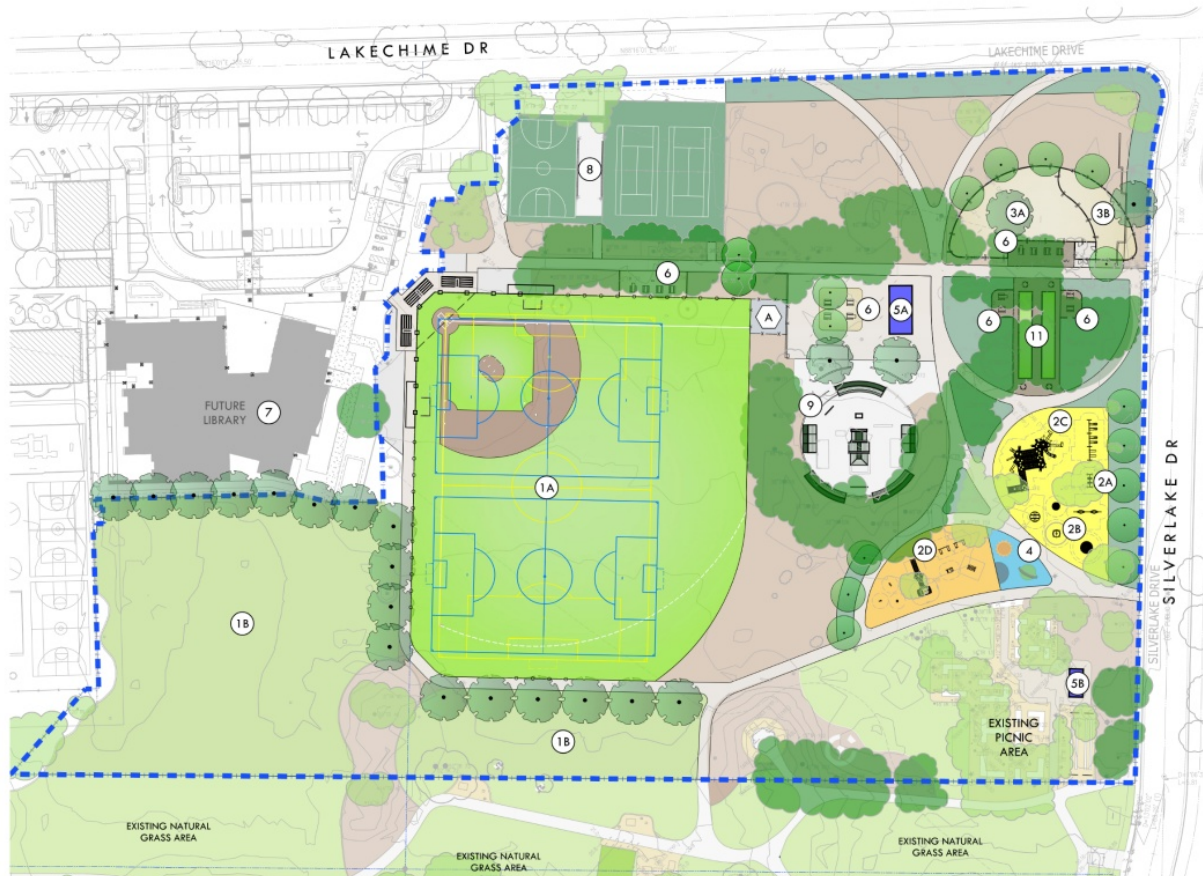 LAKECHIME DR
LAKECHIME DRIVE
8
3A
3B
6
6
A
6
5A
6
11
6
FUTURE
LIBRARY
7
9
2C
2A
1A
2B
2D
4
SILVERLAKE DR
SILVERLAKE DRIVE
1B
5B
EXISTING
PICNIC
AREA
1B
EXISTING NATURAL
GRASS AREA
EXISTING NATURAL
GRASS AREA
EXISTING NATURAL
GRASS AREA